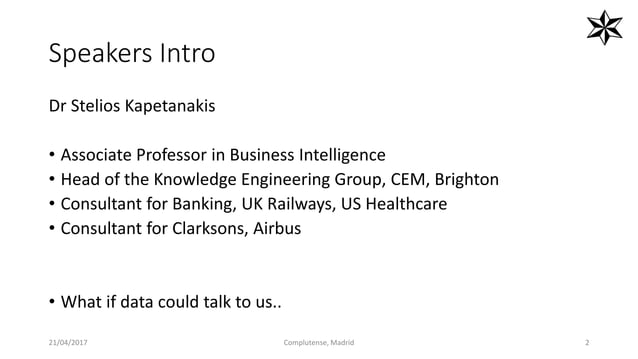 Speakers Intro
Dr Stelios Kapetanakis
• Associate Professor in Business Intelligence
• Head of the Knowledge Engineering Group, CEM, Brighton
• Consultant for Banking, UK Railways, US Healthcare
• Consultant for Clarksons, Airbus
• What if data could talk to us..
21/04/2017 Complutense, Madrid 2